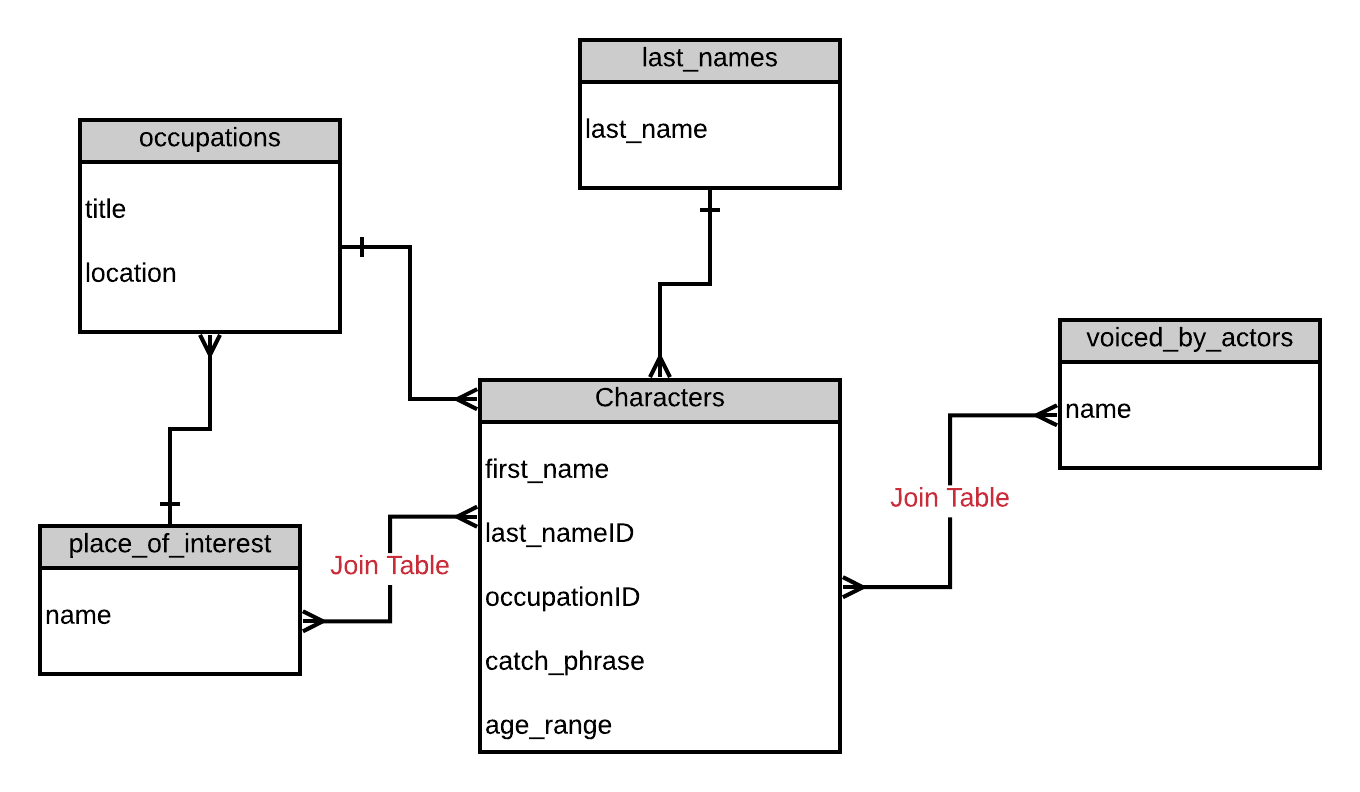 last_names
last_name
occupations
title
location
voiced_by_actors
name
Characters
first_name
last_nameID
occupationID
catch_phrase
age_range
Join Table
place_of_interest
name
Join Table